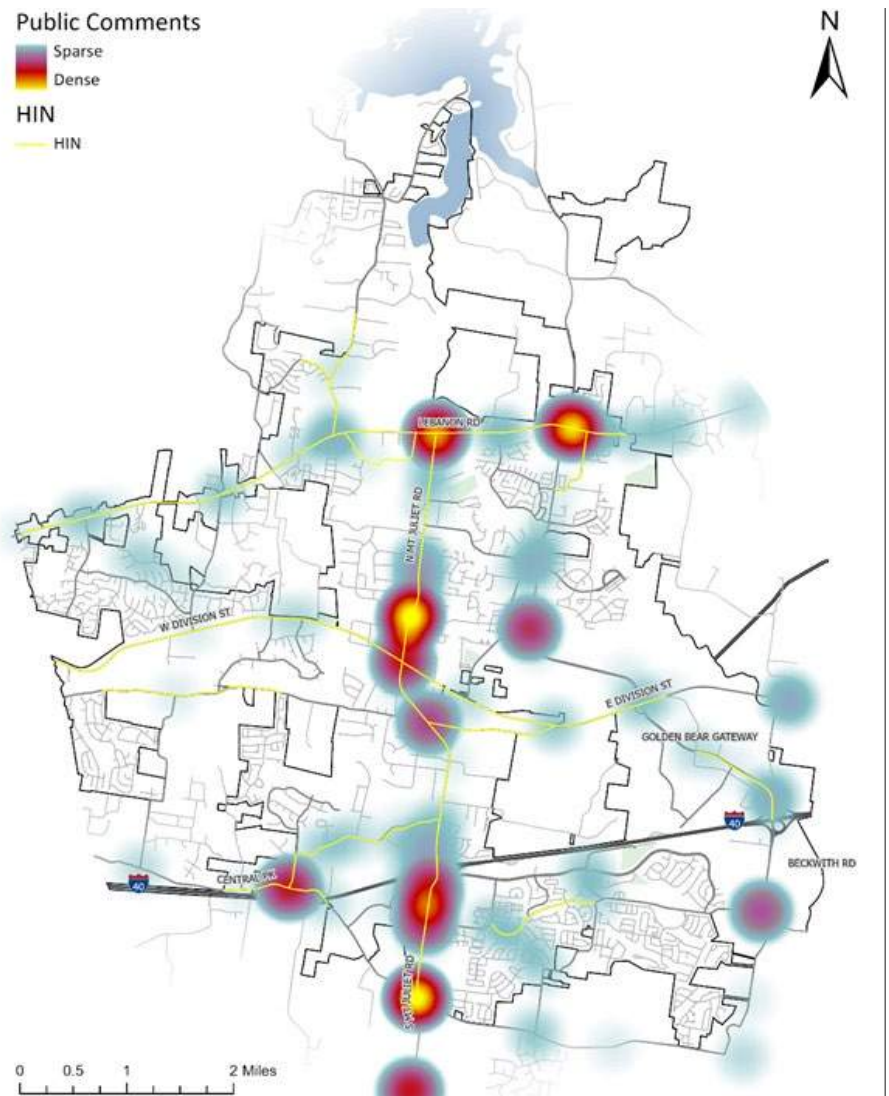 Public Comments
Sparse
Dense
HIN
HIN
N
LEBANON RD
N MT JULIET RD
W DIVISION ST
E DIVISION ST
GOLDEN BEAR GATEWAY
40
BECKWITH RD
CENTRAL PK
40
S MT JULIET RD
0 0.5 1 2 Miles